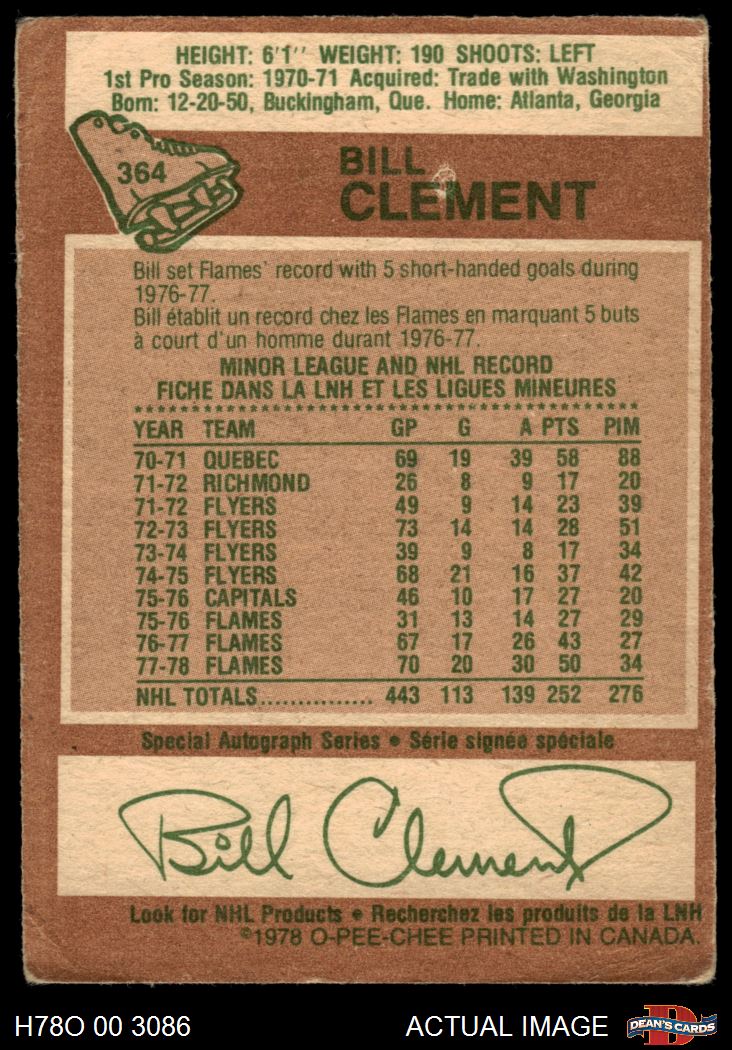 HEIGHT: 6'1'' WEIGHT: 190 SHOOTS: LEFT
1st Pro Season: 1970-71 Acquired: Trade with Washington
Born: 12-20-50, Buckingham, Que. Home: Atlanta, Georgia
364
BILL
CLEMENT
Bill set Flames' record with 5 short-handed goals during
1976-77.
Bill établit un record chez les Flames en marquant 5 buts
à court d'un homme durant 1976-77.
MINOR LEAGUE AND NHL RECORD
FICHE DANS LA LNH ET LES LIGUES MINEURES
YEAR TEAM GP G A PTS PIM
70-71 QUEBEC 69 19 39 58 88
71-72 RICHMOND 26 8 9 17 20
71-72 FLYERS 49 9 14 23 39
72-73 FLYERS 73 14 14 28 51
73-74 FLYERS 39 9 8 17 34
74-75 FLYERS 68 21 16 37 42
75-76 CAPITALS 46 10 17 27 20
75-76 FLAMES 31 13 14 27 29
76-77 FLAMES 67 17 26 43 27
77-78 FLAMES 70 20 30 50 34
NHL TOTALS............... 443 113 139 252 276
Special Autograph Series • Série signée spéciale
Bill Clement
Look for NHL Products • Recherchez les produits de la LNH
©1978 O-PEE-CHEE PRINTED IN CANADA.
H78O 00 3086 ACTUAL IMAGE D DEAN'S CARDS